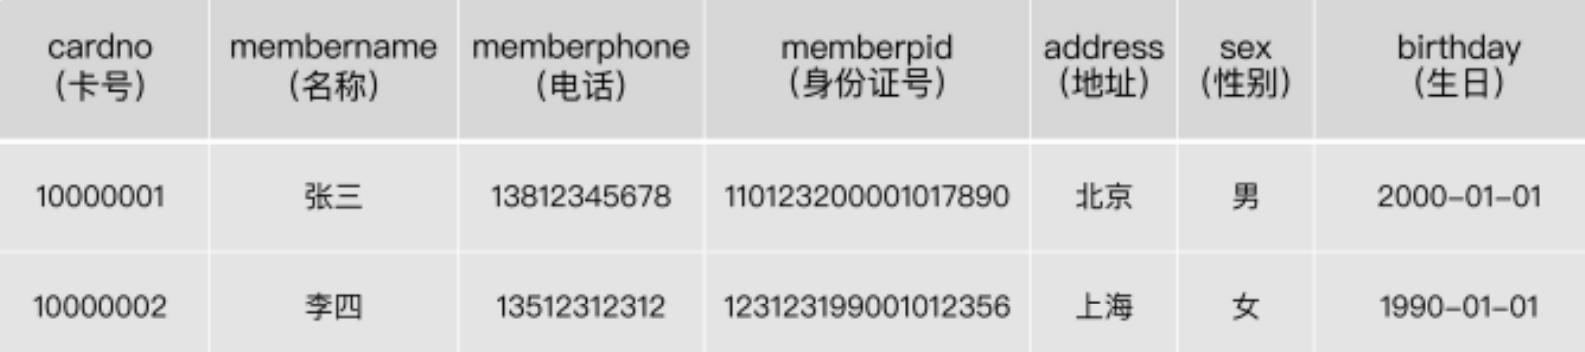 cardno membername memberphone memberpid address sex birthday
（卡号） （名称） （电话） （身份证号） （地址） （性别） （生日）
10000001 张三 13812345678 110123200001017890 北京 男 2000-01-01
10000002 李四 13512312312 123123199001012356 上海 女 1990-01-01